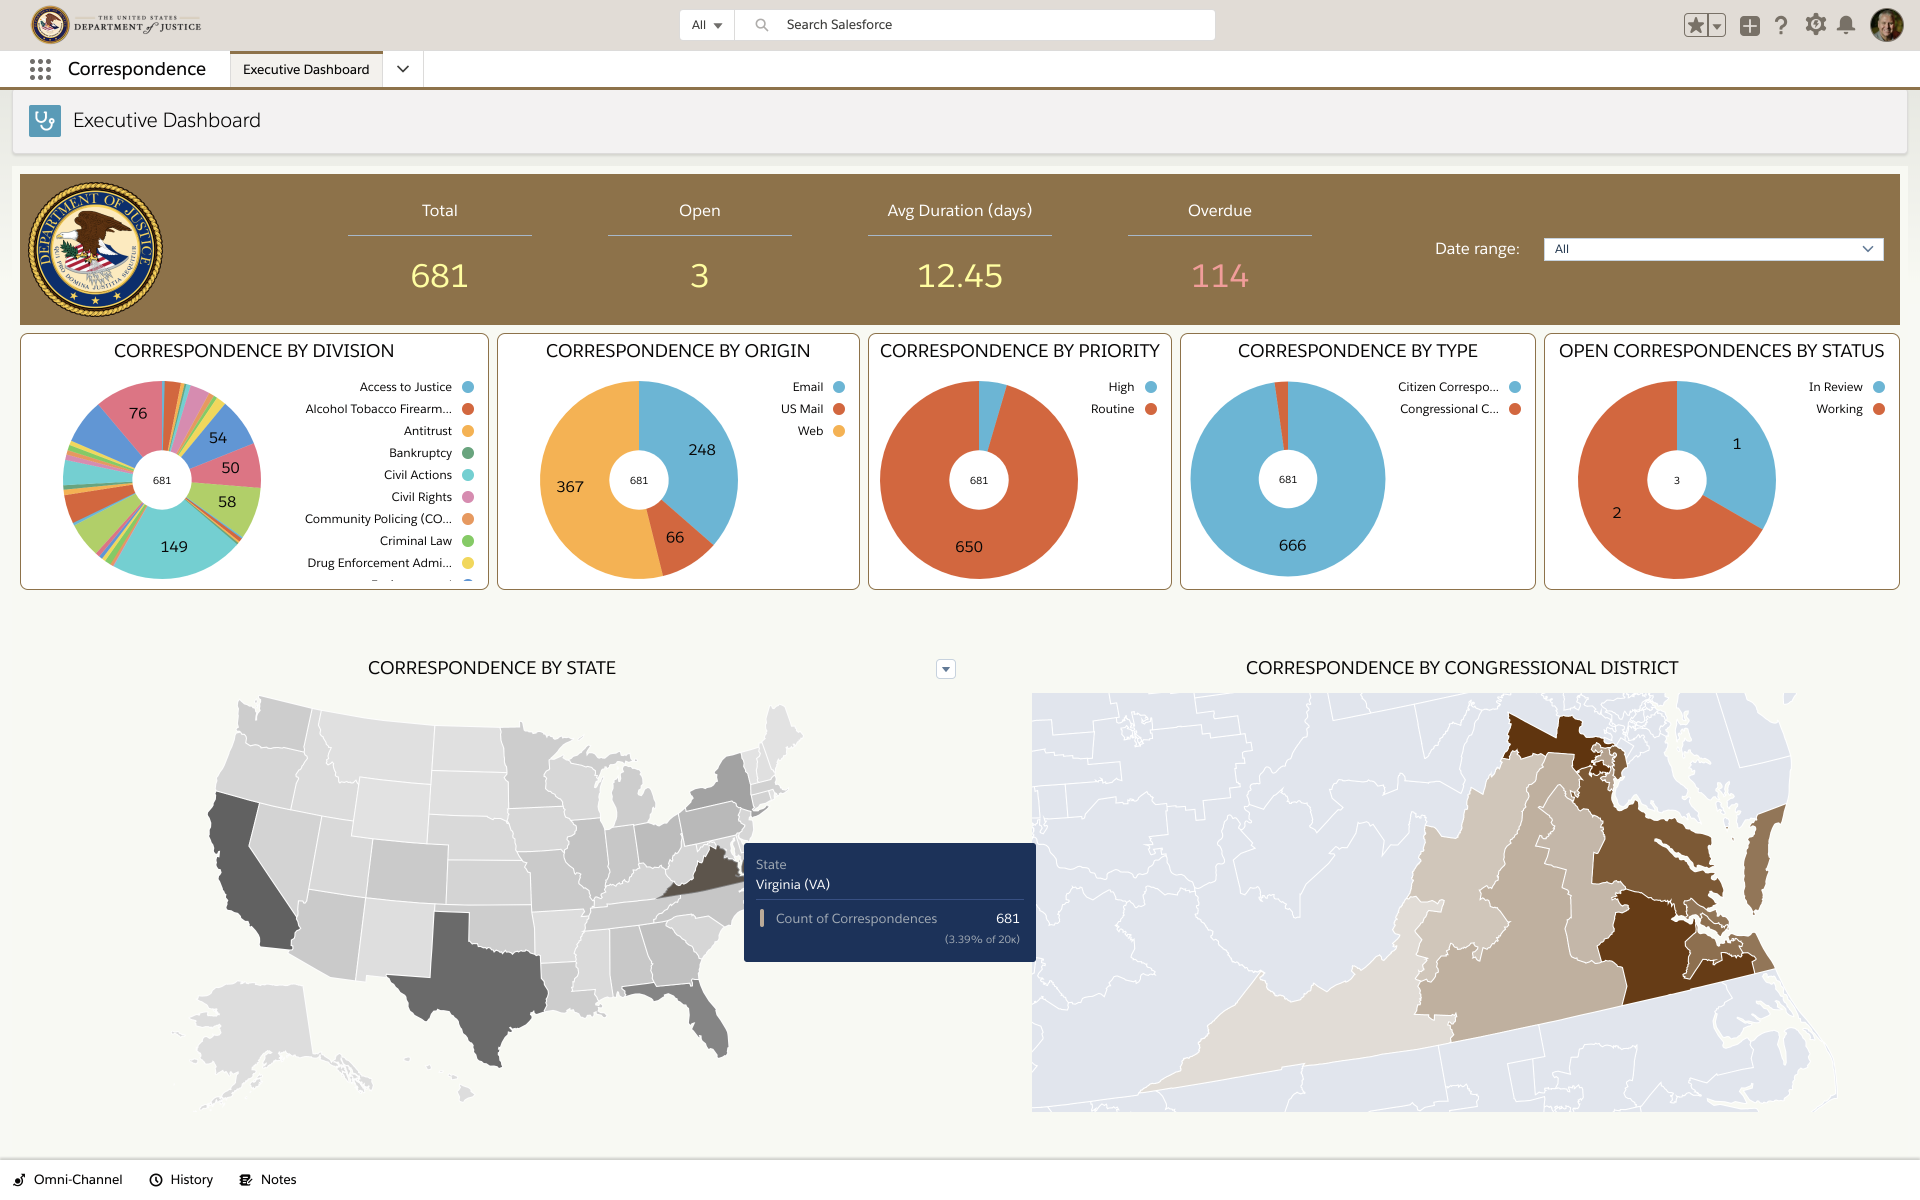 THE UNITED STATES
DEPARTMENT of JUSTICE
All
Search Salesforce
Correspondence
Executive Dashboard
Executive Dashboard
DEPARTMENT OF JUSTICE
QUI PRO DOMINA JUSTITIA SEQUITUR
Total
681
Open
3
Avg Duration (days)
12.45
Overdue
114
Date range:
All
CORRESPONDENCE BY DIVISION
76
54
50
58
149
681
Access to Justice
Alcohol Tobacco Firearm...
Antitrust
Bankruptcy
Civil Actions
Civil Rights
Community Policing (CO...
Criminal Law
Drug Enforcement Admi...
CORRESPONDENCE BY ORIGIN
248
367
66
681
Email
US Mail
Web
CORRESPONDENCE BY PRIORITY
681
650
High
Routine
CORRESPONDENCE BY TYPE
681
666
Citizen Correspo...
Congressional C...
OPEN CORRESPONDENCES BY STATUS
1
2
3
In Review
Working
CORRESPONDENCE BY STATE
State
Virginia (VA)
Count of Correspondences 681
(3.39% of 20K)
CORRESPONDENCE BY CONGRESSIONAL DISTRICT
Omni-Channel
History
Notes